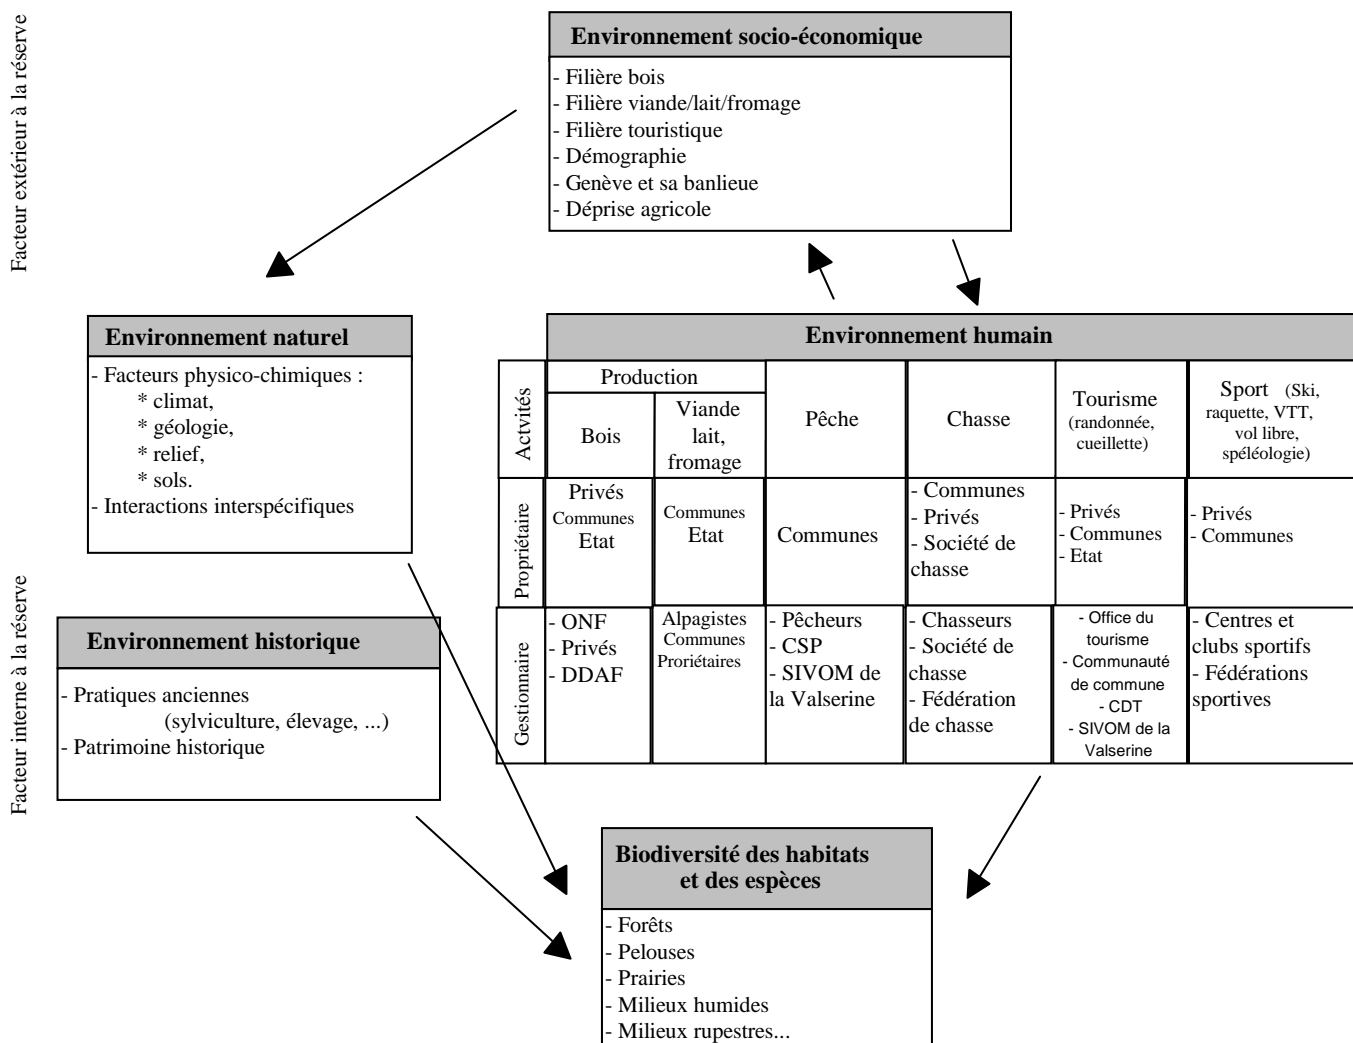 Facteur extérieur à la réserve
Environnement socio-économique
- Filière bois
- Filière viande/lait/fromage
- Filière touristique
- Démographie
- Genève et sa banlieue
- Déprise agricole
Environnement naturel
- Facteurs physico-chimiques :
* climat,
* géologie,
* relief,
* sols.
- Interactions interspécifiques
Environnement humain
Actvités
Production
Bois
Viande
lait,
fromage
Pêche
Chasse
Tourisme
(randonnée,
cueillette)
Sport (Ski,
raquette, VTT,
vol libre,
spéléologie)
Propriétaire
Privés
Communes
Etat
Communes
Etat
Communes
- Communes
- Privés
- Société de
chasse
- Privés
- Communes
- Etat
- Privés
- Communes
Gestionnaire
- ONF
- Privés
- DDAF
Alpagistes
Communes
Proriétaires
- Pêcheurs
- CSP
- SIVOM de
la Valserine
- Chasseurs
- Société de
chasse
- Fédération
de chasse
- Office du
tourisme
- Communauté
de commune
- CDT
- SIVOM de la
Valserine
- Centres et
clubs sportifs
- Fédérations
sportives
Facteur interne à la réserve
Environnement historique
- Pratiques anciennes
(sylviculture, élevage, ...)
- Patrimoine historique
Biodiversité des habitats
et des espèces
- Forêts
- Pelouses
- Prairies
- Milieux humides
- Milieux rupestres...